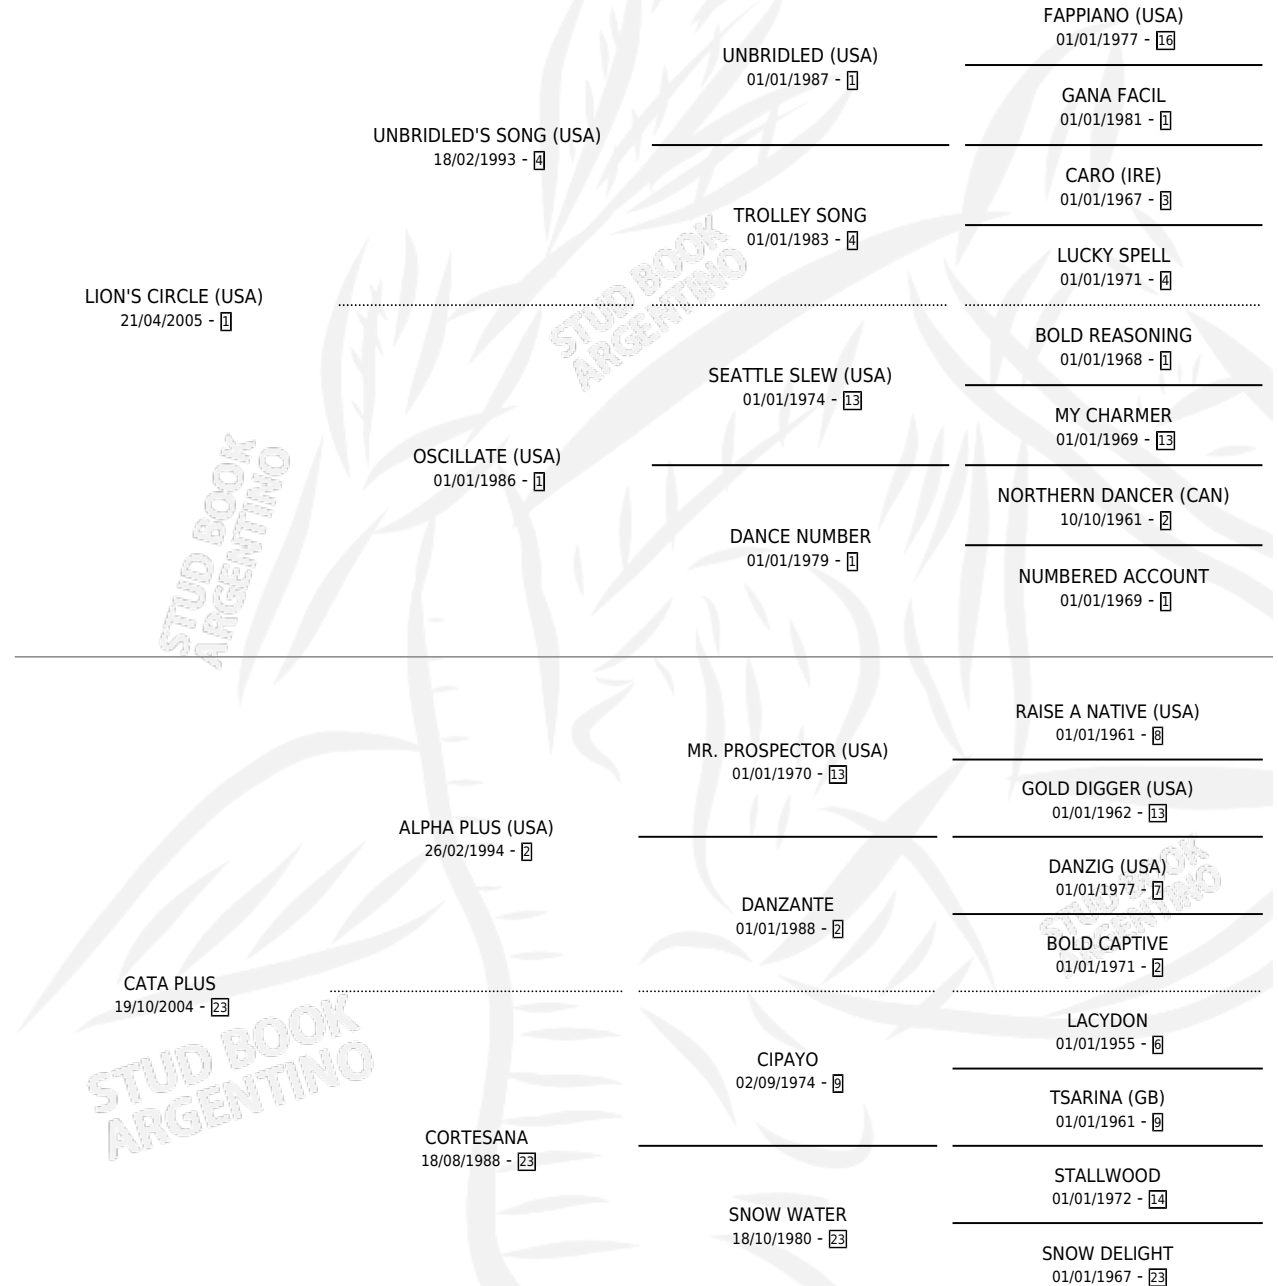 FAPPIANO (USA)
01/01/1977 - 16
UNBRIDLED (USA)
01/01/1987 - 1
GANA FACIL
01/01/1981 - 1
UNBRIDLED'S SONG (USA)
18/02/1993 - 4
CARO (IRE)
01/01/1967 - 3
TROLLEY SONG
01/01/1983 - 4
LUCKY SPELL
01/01/1971 - 4
LION'S CIRCLE (USA)
21/04/2005 - 1
STUD BOOK
ARGENTINO
BOLD REASONING
01/01/1968 - 1
SEATTLE SLEW (USA)
01/01/1974 - 13
MY CHARMER
01/01/1969 - 13
OSCILLATE (USA)
01/01/1986 - 1
NORTHERN DANCER (CAN)
10/10/1961 - 2
DANCE NUMBER
01/01/1979 - 1
NUMBERED ACCOUNT
01/01/1969 - 1
STUD BOOK
ARGENTINO
RAISE A NATIVE (USA)
01/01/1961 - 8
MR. PROSPECTOR (USA)
01/01/1970 - 13
GOLD DIGGER (USA)
01/01/1962 - 13
ALPHA PLUS (USA)
26/02/1994 - 2
DANZIG (USA)
01/01/1977 - 7
DANZANTE
01/01/1988 - 2
BOLD CAPTIVE
01/01/1971 - 2
STUD BOOK
ARGENTINO
CATA PLUS
19/10/2004 - 23
LACYDON
01/01/1955 - 6
CIPAYO
02/09/1974 - 9
TSARINA (GB)
01/01/1961 - 9
STUD BOOK
ARGENTINO
CORTESANA
18/08/1988 - 23
STALLWOOD
01/01/1972 - 14
SNOW WATER
18/10/1980 - 23
SNOW DELIGHT
01/01/1967 - 23